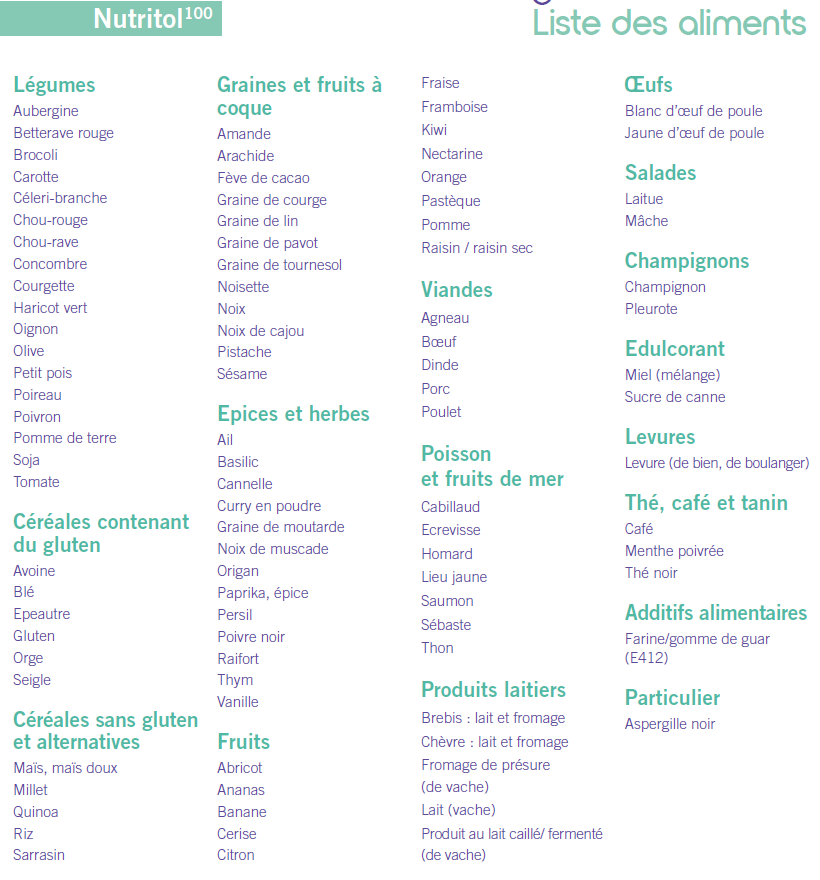 Nutritol100
Liste des aliments
Légumes
Aubergine
Betterave rouge
Brocoli
Carotte
Céleri-branche
Chou-rouge
Chou-rave
Concombre
Courgette
Haricot vert
Oignon
Olive
Petit pois
Poireau
Poivron
Pomme de terre
Soja
Tomate
Céréales contenant
du gluten
Avoine
Blé
Epeautre
Gluten
Orge
Seigle
Céréales sans gluten
et alternatives
Maïs, maïs doux
Millet
Quinoa
Riz
Sarrasin
Graines et fruits à
coque
Amande
Arachide
Fève de cacao
Graine de courge
Graine de lin
Graine de pavot
Graine de tournesol
Noisette
Noix
Noix de cajou
Pistache
Sésame
Epices et herbes
Ail
Basilic
Cannelle
Curry en poudre
Graine de moutarde
Noix de muscade
Origan
Paprika, épice
Persil
Poivre noir
Raifort
Thym
Vanille
Fruits
Abricot
Ananas
Banane
Cerise
Citron
Fraise
Framboise
Kiwi
Nectarine
Orange
Pastèque
Pomme
Raisin / raisin sec
Viandes
Agneau
Bœuf
Dinde
Porc
Poulet
Poisson
et fruits de mer
Cabillaud
Ecrevisse
Homard
Lieu jaune
Saumon
Sébaste
Thon
Produits laitiers
Brebis : lait et fromage
Chèvre : lait et fromage
Fromage de présure
(de vache)
Lait (vache)
Produit au lait caillé/ fermenté
(de vache)
Œufs
Blanc d’œuf de poule
Jaune d’œuf de poule
Salades
Laitue
Mâche
Champignons
Champignon
Pleurote
Edulcorant
Miel (mélange)
Sucre de canne
Levures
Levure (de bien, de boulanger)
Thé, café et tanin
Café
Menthe poivrée
Thé noir
Additifs alimentaires
Farine/gomme de guar
(E412)
Particulier
Aspergille noir